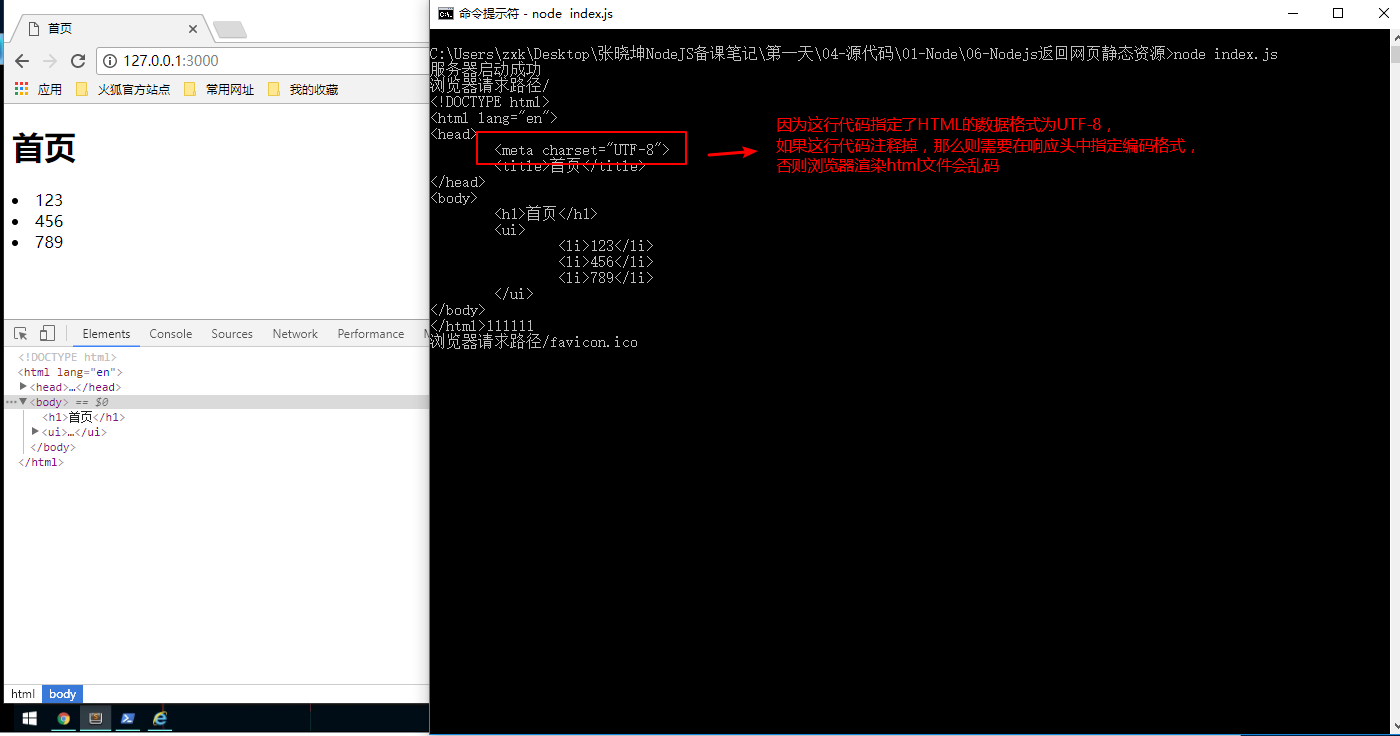 首页
127.0.0.1:3000
应用 火狐官方站点 常用网址 我的收藏
首页
123
456
789
Elements Console Sources Network Performance
<!DOCTYPE html>
<html lang="en">
<head>…</head>
<body> == $0
<h1>首页</h1>
<ui>…</ui>
</body>
</html>
html body
命令提示符 - node index.js
C:\Users\zxk\Desktop\张晓坤NodeJS备课笔记\第一天\04-源代码\01-Node\06-Nodejs返回网页静态资源>node index.js
服务器启动成功
浏览器请求路径/
<!DOCTYPE html>
<html lang="en">
<head>
<meta charset="UTF-8">
<title>首页</title>
</head>
<body>
<h1>首页</h1>
<ui>
<li>123</li>
<li>456</li>
<li>789</li>
</ui>
</body>
</html>111111
浏览器请求路径/favicon.ico
因为这行代码指定了HTML的数据格式为UTF-8，
如果这行代码注释掉，那么则需要在响应头中指定编码格式，
否则浏览器渲染html文件会乱码